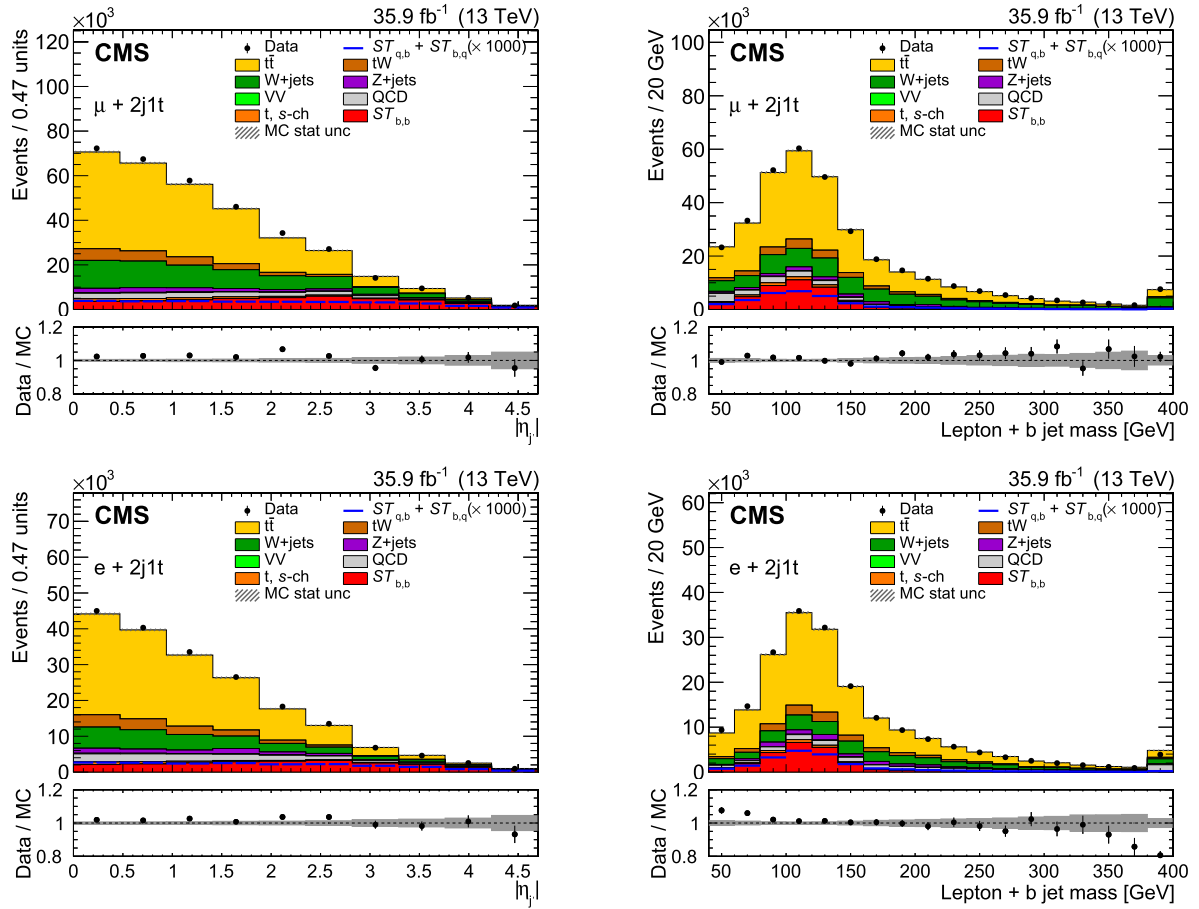 ×10³ 35.9 fb⁻¹ (13 TeV)
Events / 0.47 units
120
100
80
60
40
20
0
CMS
μ + 2j1t
Data ST q,b + ST b,q (× 1000)
tt̄ tW
W+jets Z+jets
VV QCD
t, s-ch ST b,b
MC stat unc
Data / MC
1.2
1
0.8
0 0.5 1 1.5 2 2.5 3 3.5 4 4.5
|η j'|
×10³ 35.9 fb⁻¹ (13 TeV)
Events / 20 GeV
100
80
60
40
20
0
CMS
μ + 2j1t
Data ST q,b + ST b,q (× 1000)
tt̄ tW
W+jets Z+jets
VV QCD
t, s-ch ST b,b
MC stat unc
Data / MC
1.2
1
0.8
50 100 150 200 250 300 350 400
Lepton + b jet mass [GeV]
×10³ 35.9 fb⁻¹ (13 TeV)
Events / 0.47 units
70
60
50
40
30
20
10
0
CMS
e + 2j1t
Data ST q,b + ST b,q (× 1000)
tt̄ tW
W+jets Z+jets
VV QCD
t, s-ch ST b,b
MC stat unc
Data / MC
1.2
1
0.8
0 0.5 1 1.5 2 2.5 3 3.5 4 4.5
|η j'|
×10³ 35.9 fb⁻¹ (13 TeV)
Events / 20 GeV
60
50
40
30
20
10
0
CMS
e + 2j1t
Data ST q,b + ST b,q (× 1000)
tt̄ tW
W+jets Z+jets
VV QCD
t, s-ch ST b,b
MC stat unc
Data / MC
1.2
1
0.8
50 100 150 200 250 300 350 400
Lepton + b jet mass [GeV]